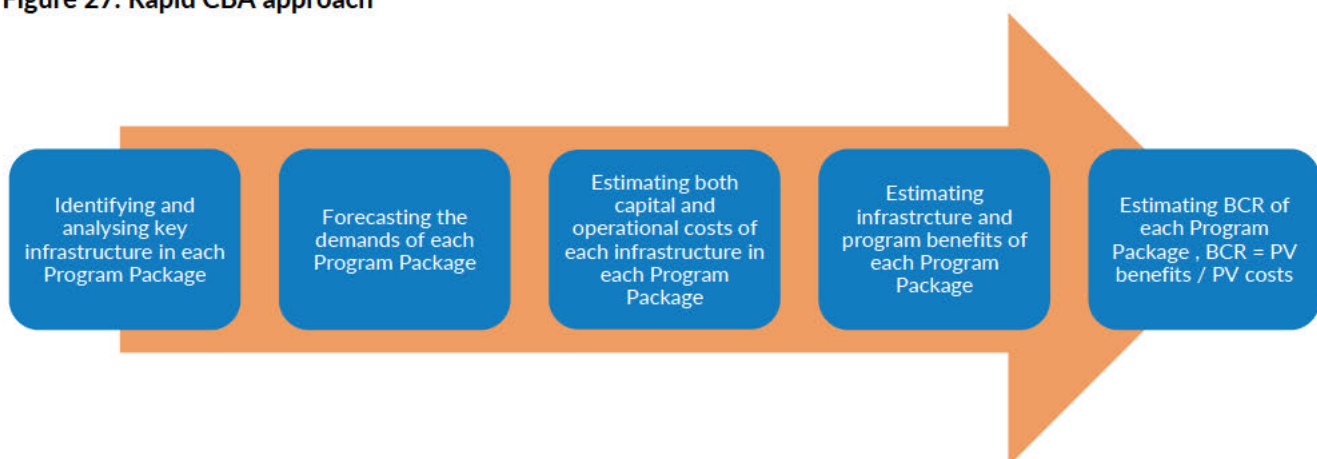 Figure 27: Rapid CBA approach
Identifying and
analysing key
infrastructure in each
Program Package
Forecasting the
demands of each
Program Package
Estimating both
capital and
operational costs of
each infrastructure in
each Program
Package
Estimating
infrastrcture and
program benefits of
each Program
Package
Estimating BCR of
each Program
Package , BCR = PV
benefits / PV costs